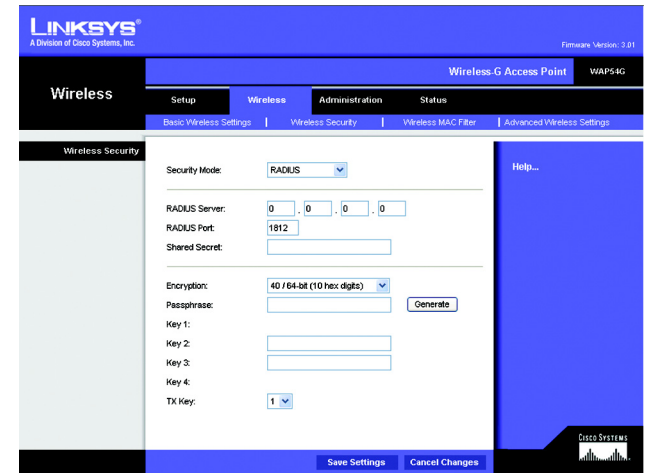 LINKSYS®
A Division of Cisco Systems, Inc.
Firmware Version: 3.01
Wireless-G Access Point WAP54G
Wireless
Setup Wireless Administration Status
Basic Wireless Settings | Wireless Security | Wireless MAC Filter | Advanced Wireless Settings
Wireless Security
Help...
Security Mode: RADIUS
RADIUS Server: 0 . 0 . 0 . 0
RADIUS Port: 1812
Shared Secret:
Encryption: 40 / 64-bit (10 hex digits)
Passphrase: Generate
Key 1:
Key 2:
Key 3:
Key 4:
TX Key: 1
CISCO SYSTEMS
Save Settings Cancel Changes